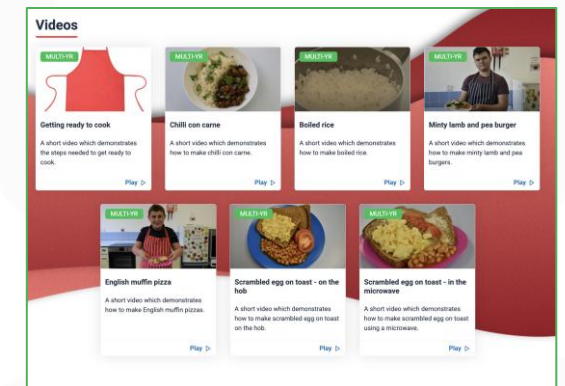 Videos
MULTI-YR
Getting ready to cook
A short video which demonstrates
the steps needed to get ready to
cook.
Play
MULTI-YR
Chilli con carne
A short video which demonstrates
how to make chilli con carne.
Play
MULTI-YR
Boiled rice
A short video which demonstrates
how to make boiled rice.
Play
MULTI-YR
Minty lamb and pea burger
A short video which demonstrates
how to make minty lamb and pea
burgers.
Play
MULTI-YR
English muffin pizza
A short video which demonstrates
how to make English muffin pizzas.
Play
MULTI-YR
Scrambled egg on toast - on the
hob
A short video which demonstrates
how to make scrambled egg on toast
on the hob.
Play
MULTI-YR
Scrambled egg on toast - in the
microwave
A short video which demonstrates
how to make scrambled egg on toast
using a microwave.
Play